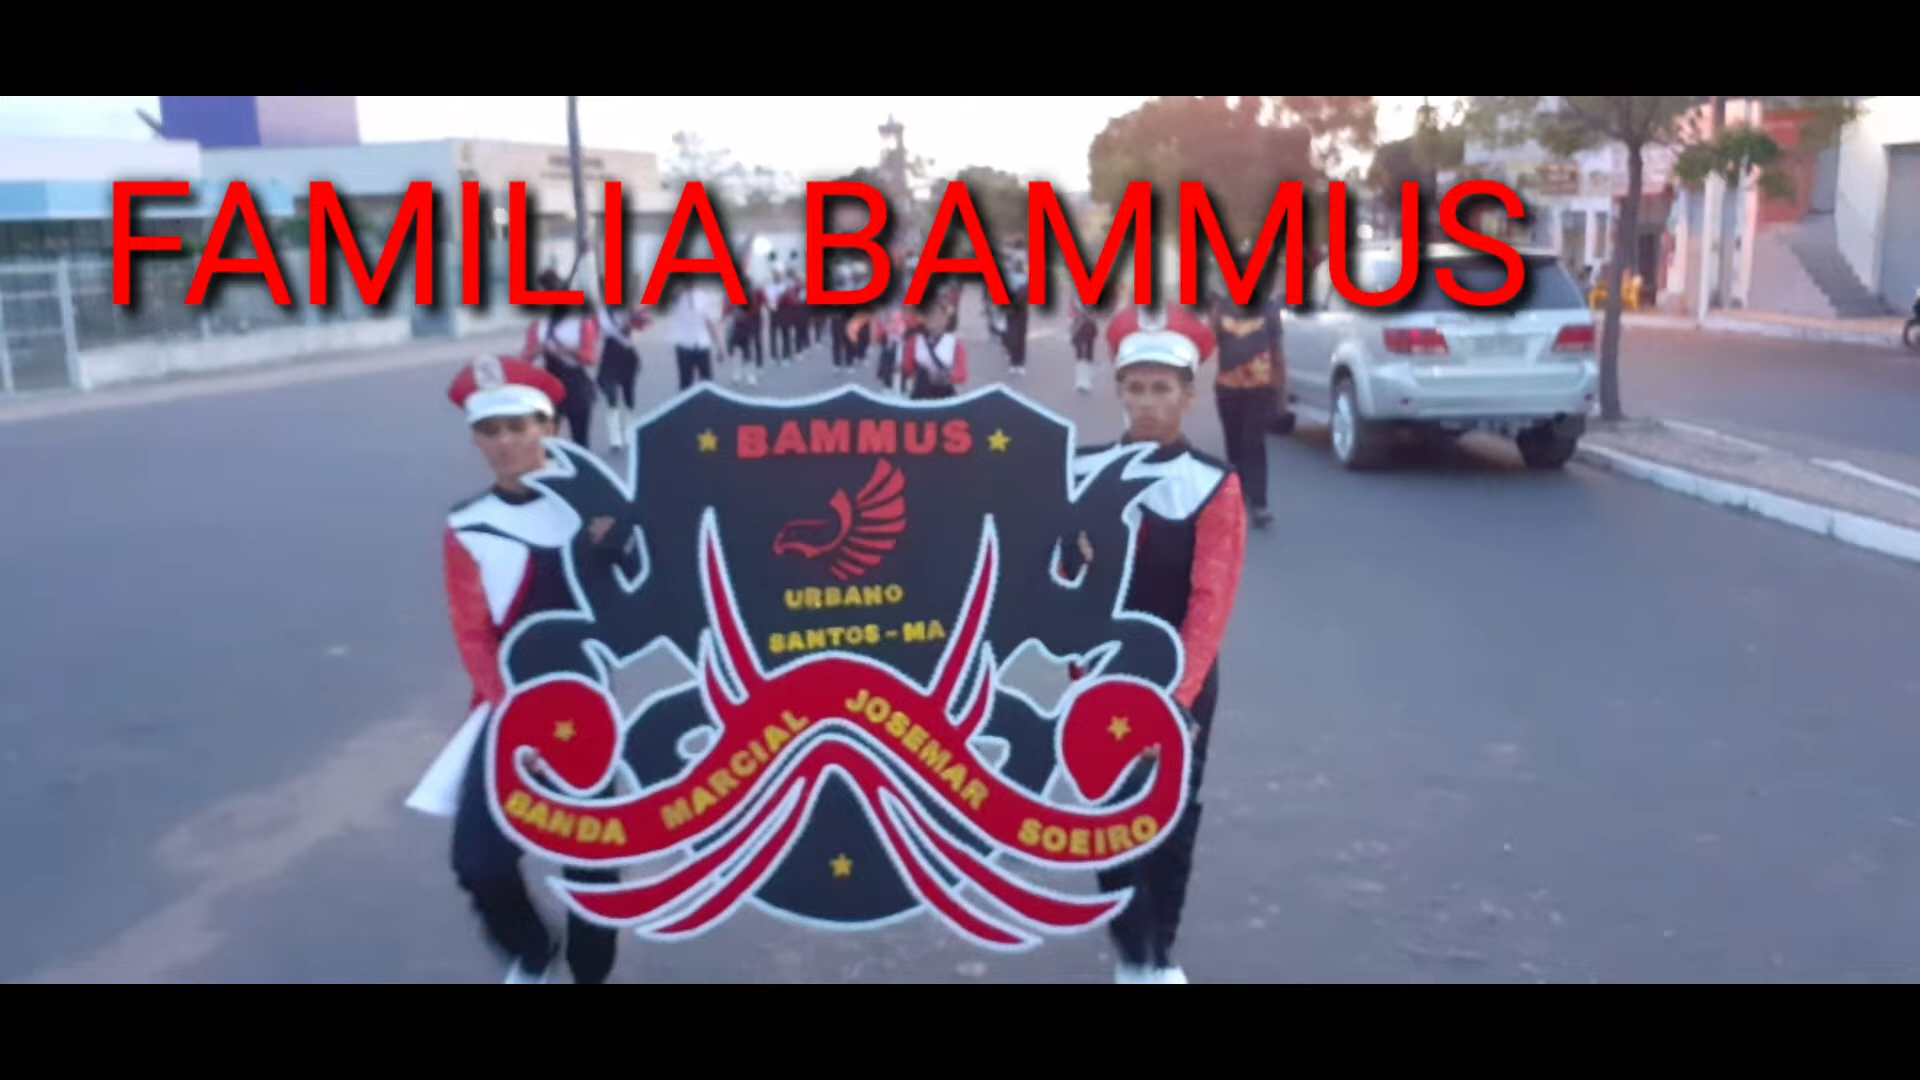 FAMILIA BAMMUS
BAMMUS
URBANO
SANTOS-MA
BANDA MARCIAL JOSEMAR SOEIRO